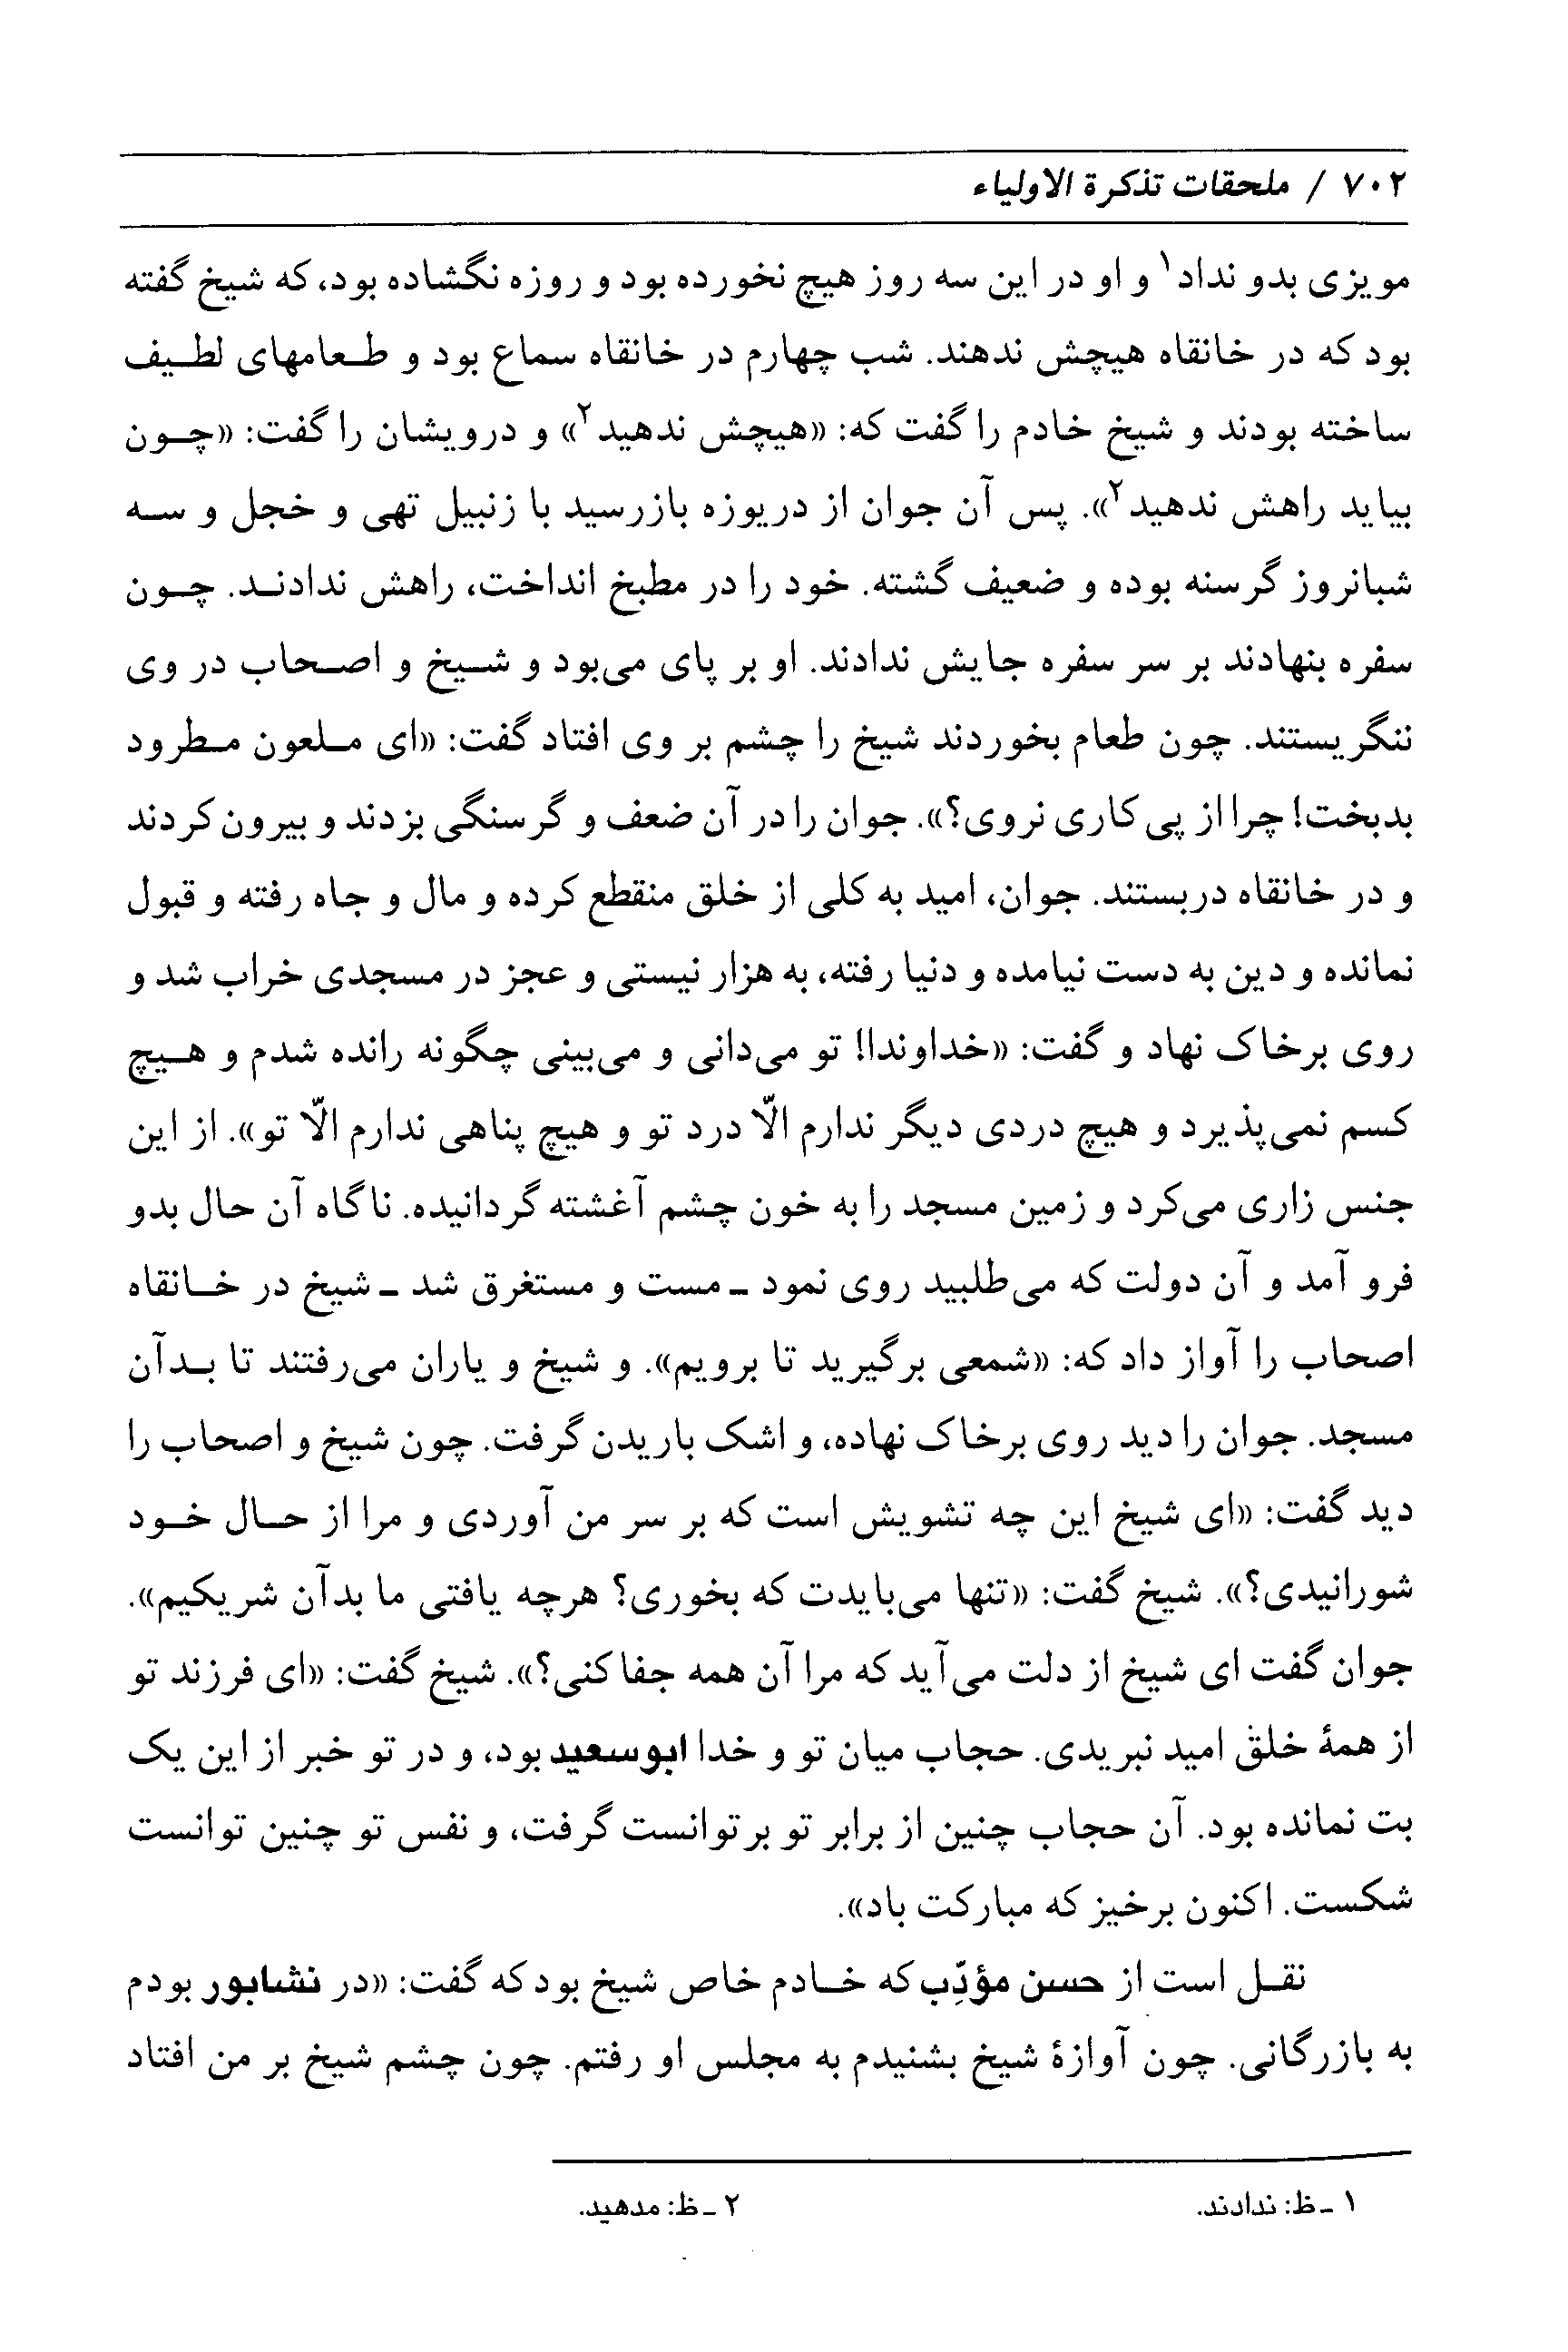 ۷۰۲ / ملحقات تذکرة الاولیاء
مویزی بدو نداد۱ و او در این سه روز هیچ نخورده بود و روزه نگشاده بود، که شیخ گفته
بود که در خانقاه هیچش ندهند. شب چهارم در خانقاه سماع بود و طعامهای لطیف
ساخته بودند و شیخ خادم را گفت که: «هیچش ندهید۲» و درویشان را گفت: «چون
بیاید راهش ندهید۲». پس آن جوان از دریوزه بازرسید با زنبیل تهی و خجل و سه
شبانروز گرسنه بوده و ضعیف گشته. خود را در مطبخ انداخت، راهش ندادند. چون
سفره بنهادند بر سر سفره جایش ندادند. او بر پای می‌بود و شیخ و اصحاب در وی
ننگریستند. چون طعام بخوردند شیخ را چشم بر وی افتاد گفت: «ای ملعون مطرود
بدبخت! چرا از پی کاری نروی؟». جوان را در آن ضعف و گرسنگی بزدند و بیرون کردند
و در خانقاه دربستند. جوان، امید به کلی از خلق منقطع کرده و مال و جاه رفته و قبول
نمانده و دین به دست نیامده و دنیا رفته، به هزار نیستی و عجز در مسجدی خراب شد و
روی برخاک نهاد و گفت: «خداوندا! تو می‌دانی و می‌بینی چگونه رانده شدم و هیچ
کسم نمی‌پذیرد و هیچ دردی دیگر ندارم الّا درد تو و هیچ پناهی ندارم الّا تو». از این
جنس زاری می‌کرد و زمین مسجد را به خون چشم آغشته گردانیده. ناگاه آن حال بدو
فرو آمد و آن دولت که می‌طلبید روی نمود ـ مست و مستغرق شد ـ شیخ در خانقاه
اصحاب را آواز داد که: «شمعی برگیرید تا برویم». و شیخ و یاران می‌رفتند تا بدآن
مسجد. جوان را دید روی برخاک نهاده، و اشک باریدن گرفت. چون شیخ و اصحاب را
دید گفت: «ای شیخ این چه تشویش است که بر سر من آوردی و مرا از حال خود
شورانیدی؟». شیخ گفت: «تنها می‌بایدت که بخوری؟ هرچه یافتی ما بدآن شریکیم».
جوان گفت ای شیخ از دلت می‌آید که مرا آن همه جفا کنی؟». شیخ گفت: «ای فرزند تو
از همهٔ خلق امید نبریدی. حجاب میان تو و خدا ابوسعید بود، و در تو خبر از این یک
بت نمانده بود. آن حجاب چنین از برابر تو برتوانست گرفت، و نفس تو چنین توانست
شکست. اکنون برخیز که مبارکت باد».
نقل است از حسن مؤدِّب که خادم خاص شیخ بود که گفت: «در نشابور بودم
به بازرگانی. چون آوازهٔ شیخ بشنیدم به مجلس او رفتم. چون چشم شیخ بر من افتاد
۱ ـ ظ: ندادند.
۲ ـ ظ: مدهید.